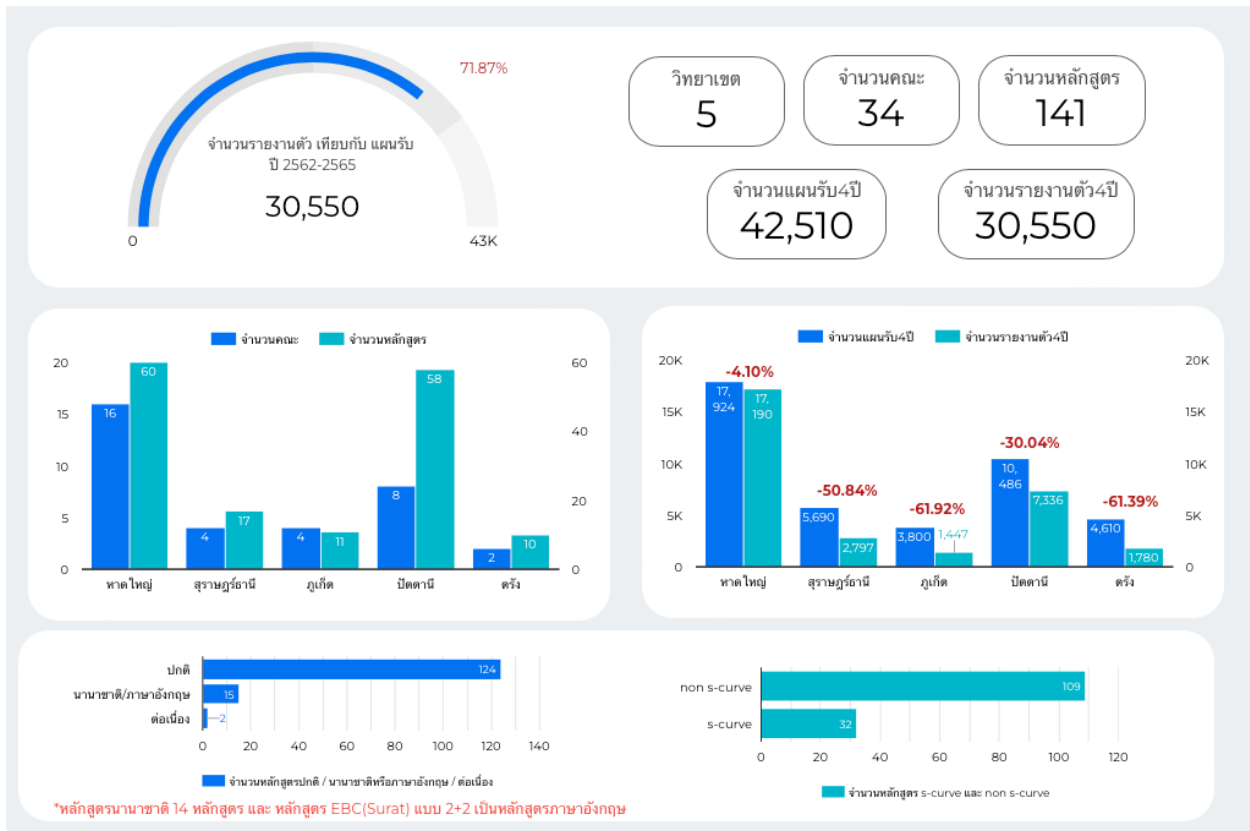 71.87%
จำนวนรายงานตัว เทียบกับ แผนรับ
ปี 2562-2565
30,550
0
43K
วิทยาเขต
5
จำนวนคณะ
34
จำนวนหลักสูตร
141
จำนวนแผนรับ4ปี
42,510
จำนวนรายงานตัว4ปี
30,550
จำนวนคณะ
จำนวนหลักสูตร
20
15
10
5
0
60
40
20
0
16
60
4
17
4
11
8
58
2
10
หาดใหญ่
สุราษฎร์ธานี
ภูเก็ต
ปัตตานี
ตรัง
จำนวนแผนรับ4ปี
จำนวนรายงานตัว4ปี
20K
15K
10K
5K
0
20K
15K
10K
5K
0
-4.10%
17,
924
17,
190
-50.84%
5,690
2,797
-61.92%
3,800
1,447
-30.04%
10,
486
7,336
-61.39%
4,610
1,780
หาดใหญ่
สุราษฎร์ธานี
ภูเก็ต
ปัตตานี
ตรัง
ปกติ
124
นานาชาติ/ภาษาอังกฤษ
15
ต่อเนื่อง
2
0 20 40 60 80 100 120 140
จำนวนหลักสูตรปกติ / นานาชาติหรือภาษาอังกฤษ / ต่อเนื่อง
*หลักสูตรนานาชาติ 14 หลักสูตร และ หลักสูตร EBC(Surat) แบบ 2+2 เป็นหลักสูตรภาษาอังกฤษ
non s-curve
109
s-curve
32
0 20 40 60 80 100 120
จำนวนหลักสูตร s-curve และ non s-curve